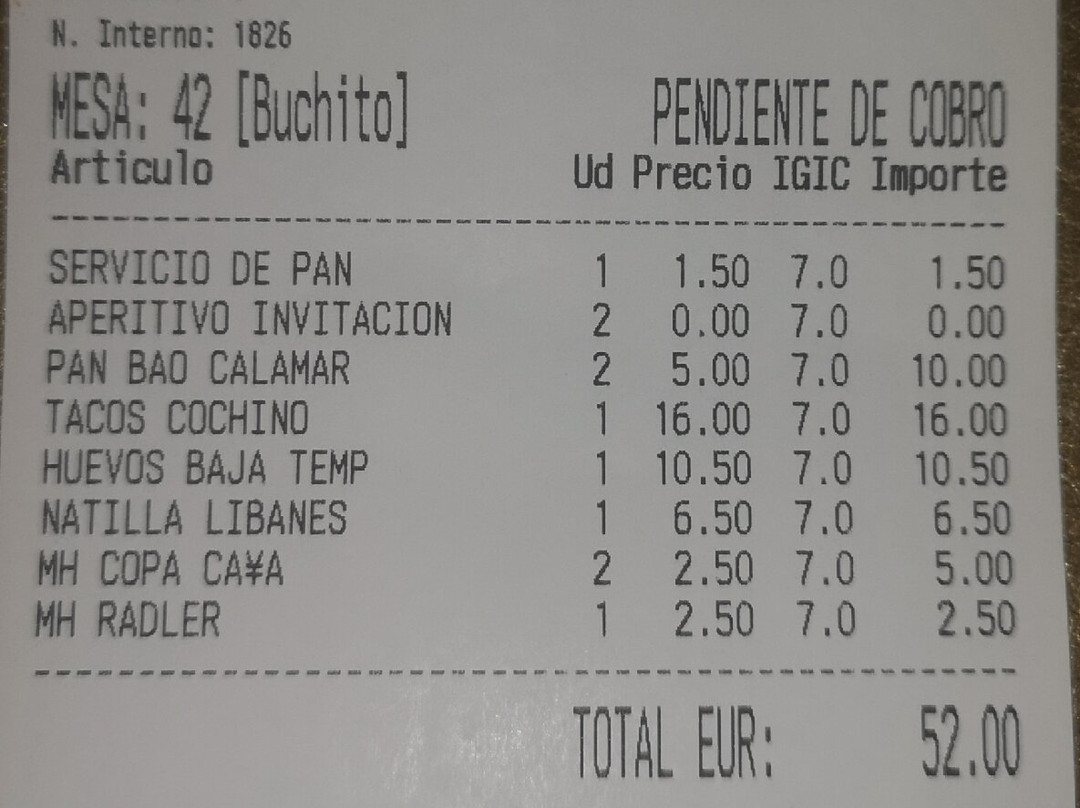 N. Interno: 1826
MESA: 42 [Buchito] PENDIENTE DE COBRO
Articulo Ud Precio IGIC Importe
SERVICIO DE PAN 1 1.50 7.0 1.50
APERITIVO INVITACION 2 0.00 7.0 0.00
PAN BAO CALAMAR 2 5.00 7.0 10.00
TACOS COCHINO 1 16.00 7.0 16.00
HUEVOS BAJA TEMP 1 10.50 7.0 10.50
NATILLA LIBANES 1 6.50 7.0 6.50
MH COPA CA¥A 2 2.50 7.0 5.00
MH RADLER 1 2.50 7.0 2.50
TOTAL EUR: 52.00